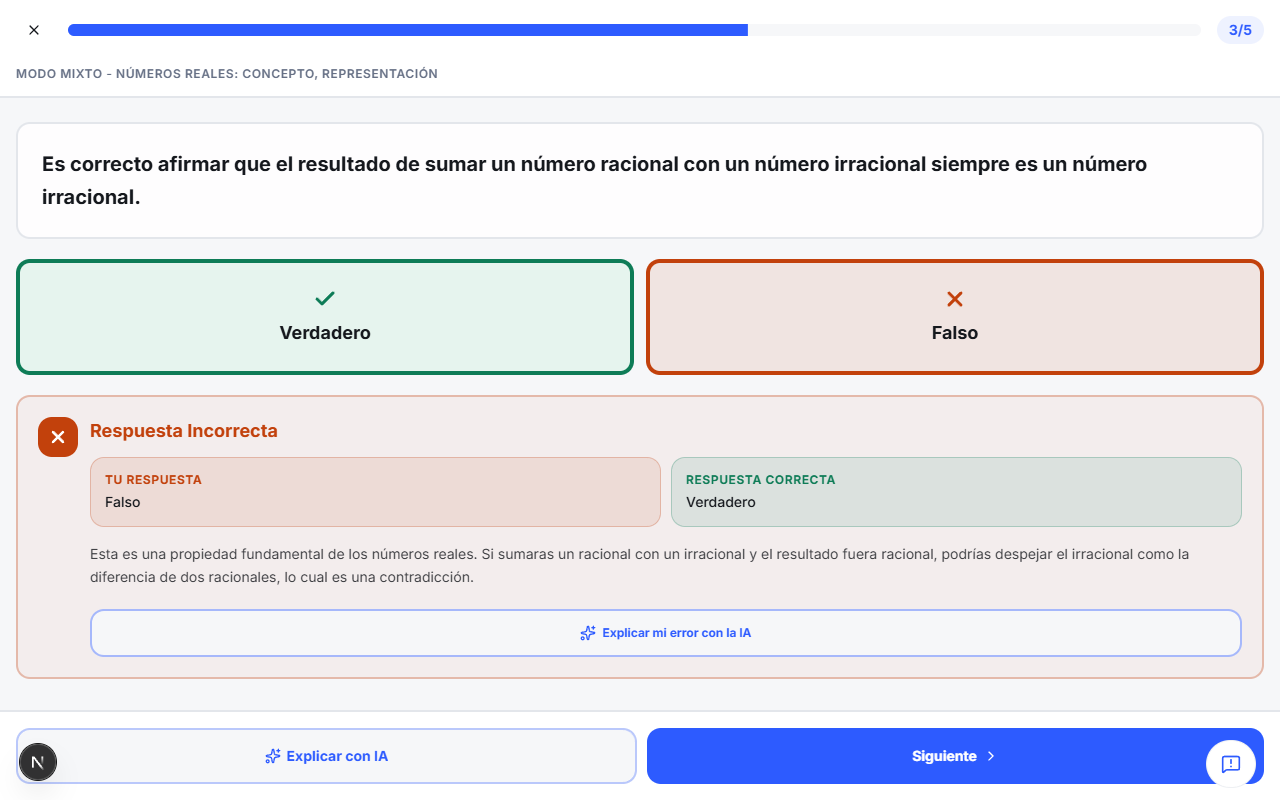 3/5
MODO MIXTO - NÚMEROS REALES: CONCEPTO, REPRESENTACIÓN
Es correcto afirmar que el resultado de sumar un número racional con un número irracional siempre es un número
irracional.
Verdadero
Falso
Respuesta Incorrecta
TU RESPUESTA
Falso
RESPUESTA CORRECTA
Verdadero
Esta es una propiedad fundamental de los números reales. Si sumaras un racional con un irracional y el resultado fuera racional, podrías despejar el irracional como la
diferencia de dos racionales, lo cual es una contradicción.
Explicar mi error con la IA
Explicar con IA
Siguiente
N